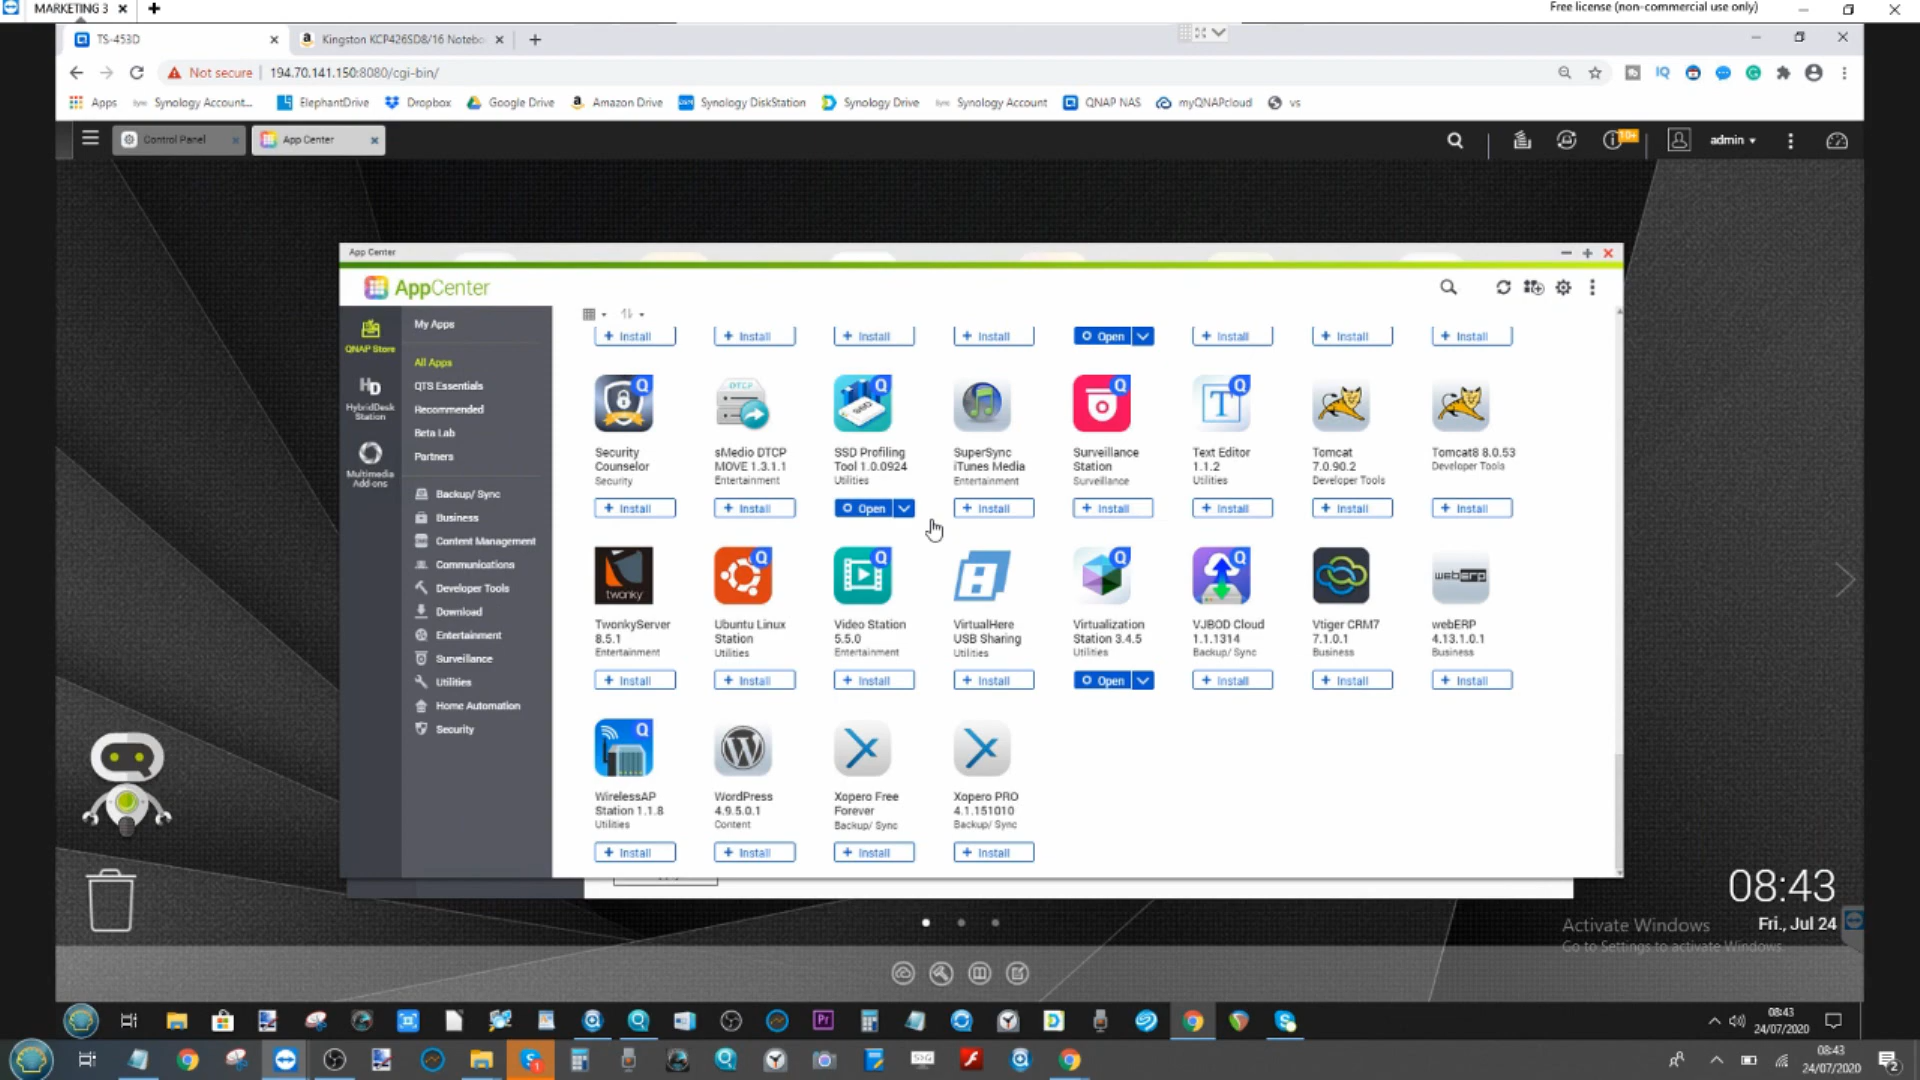 MARKETING 3
Free license (non-commercial use only)
TS-453D
Kingston KCP426SD8/16 Notebo
Not secure
194.70.141.150:8080/cgi-bin/
Apps
Synology Account...
ElephantDrive
Dropbox
Google Drive
Amazon Drive
Synology DiskStation
Synology Drive
Synology Account
QNAP NAS
myQNAPcloud
vs
Control Panel
App Center
10+
admin
App Center
AppCenter
QNAP Store
HD
HybridDesk
Station
Multimedia
Add-ons
My Apps
All Apps
QTS Essentials
Recommended
Beta Lab
Partners
Backup/ Sync
Business
Content Management
Communications
Developer Tools
Download
Entertainment
Surveillance
Utilities
Home Automation
Security
+ Install
+ Install
+ Install
+ Install
Open
+ Install
+ Install
+ Install
Security
Counselor
Security
+ Install
DTCP
sMedio DTCP
MOVE 1.3.1.1
Entertainment
+ Install
SSD
SSD Profiling
Tool 1.0.0924
Utilities
Open
SuperSync
iTunes Media
Entertainment
+ Install
Surveillance
Station
Surveillance
+ Install
Text Editor
1.1.2
Utilities
+ Install
Tomcat
7.0.90.2
Developer Tools
+ Install
Tomcat8 8.0.53
Developer Tools
+ Install
twonky
TwonkyServer
8.5.1
Entertainment
+ Install
Ubuntu Linux
Station
Utilities
+ Install
Video Station
5.5.0
Entertainment
+ Install
VirtualHere
USB Sharing
Utilities
+ Install
Virtualization
Station 3.4.5
Utilities
Open
VJBOD Cloud
1.1.1314
Backup/ Sync
+ Install
Vtiger CRM7
7.1.0.1
Business
+ Install
webERP
webERP
4.13.1.0.1
Business
+ Install
WirelessAP
Station 1.1.8
Utilities
+ Install
WordPress
4.9.5.0.1
Content
+ Install
Xopero Free
Forever
Backup/ Sync
+ Install
Xopero PRO
4.1.151010
Backup/ Sync
+ Install
08:43
Fri., Jul 24
Activate Windows
Go to Settings to activate Windows.
08:43
24/07/2020
08:43
24/07/2020